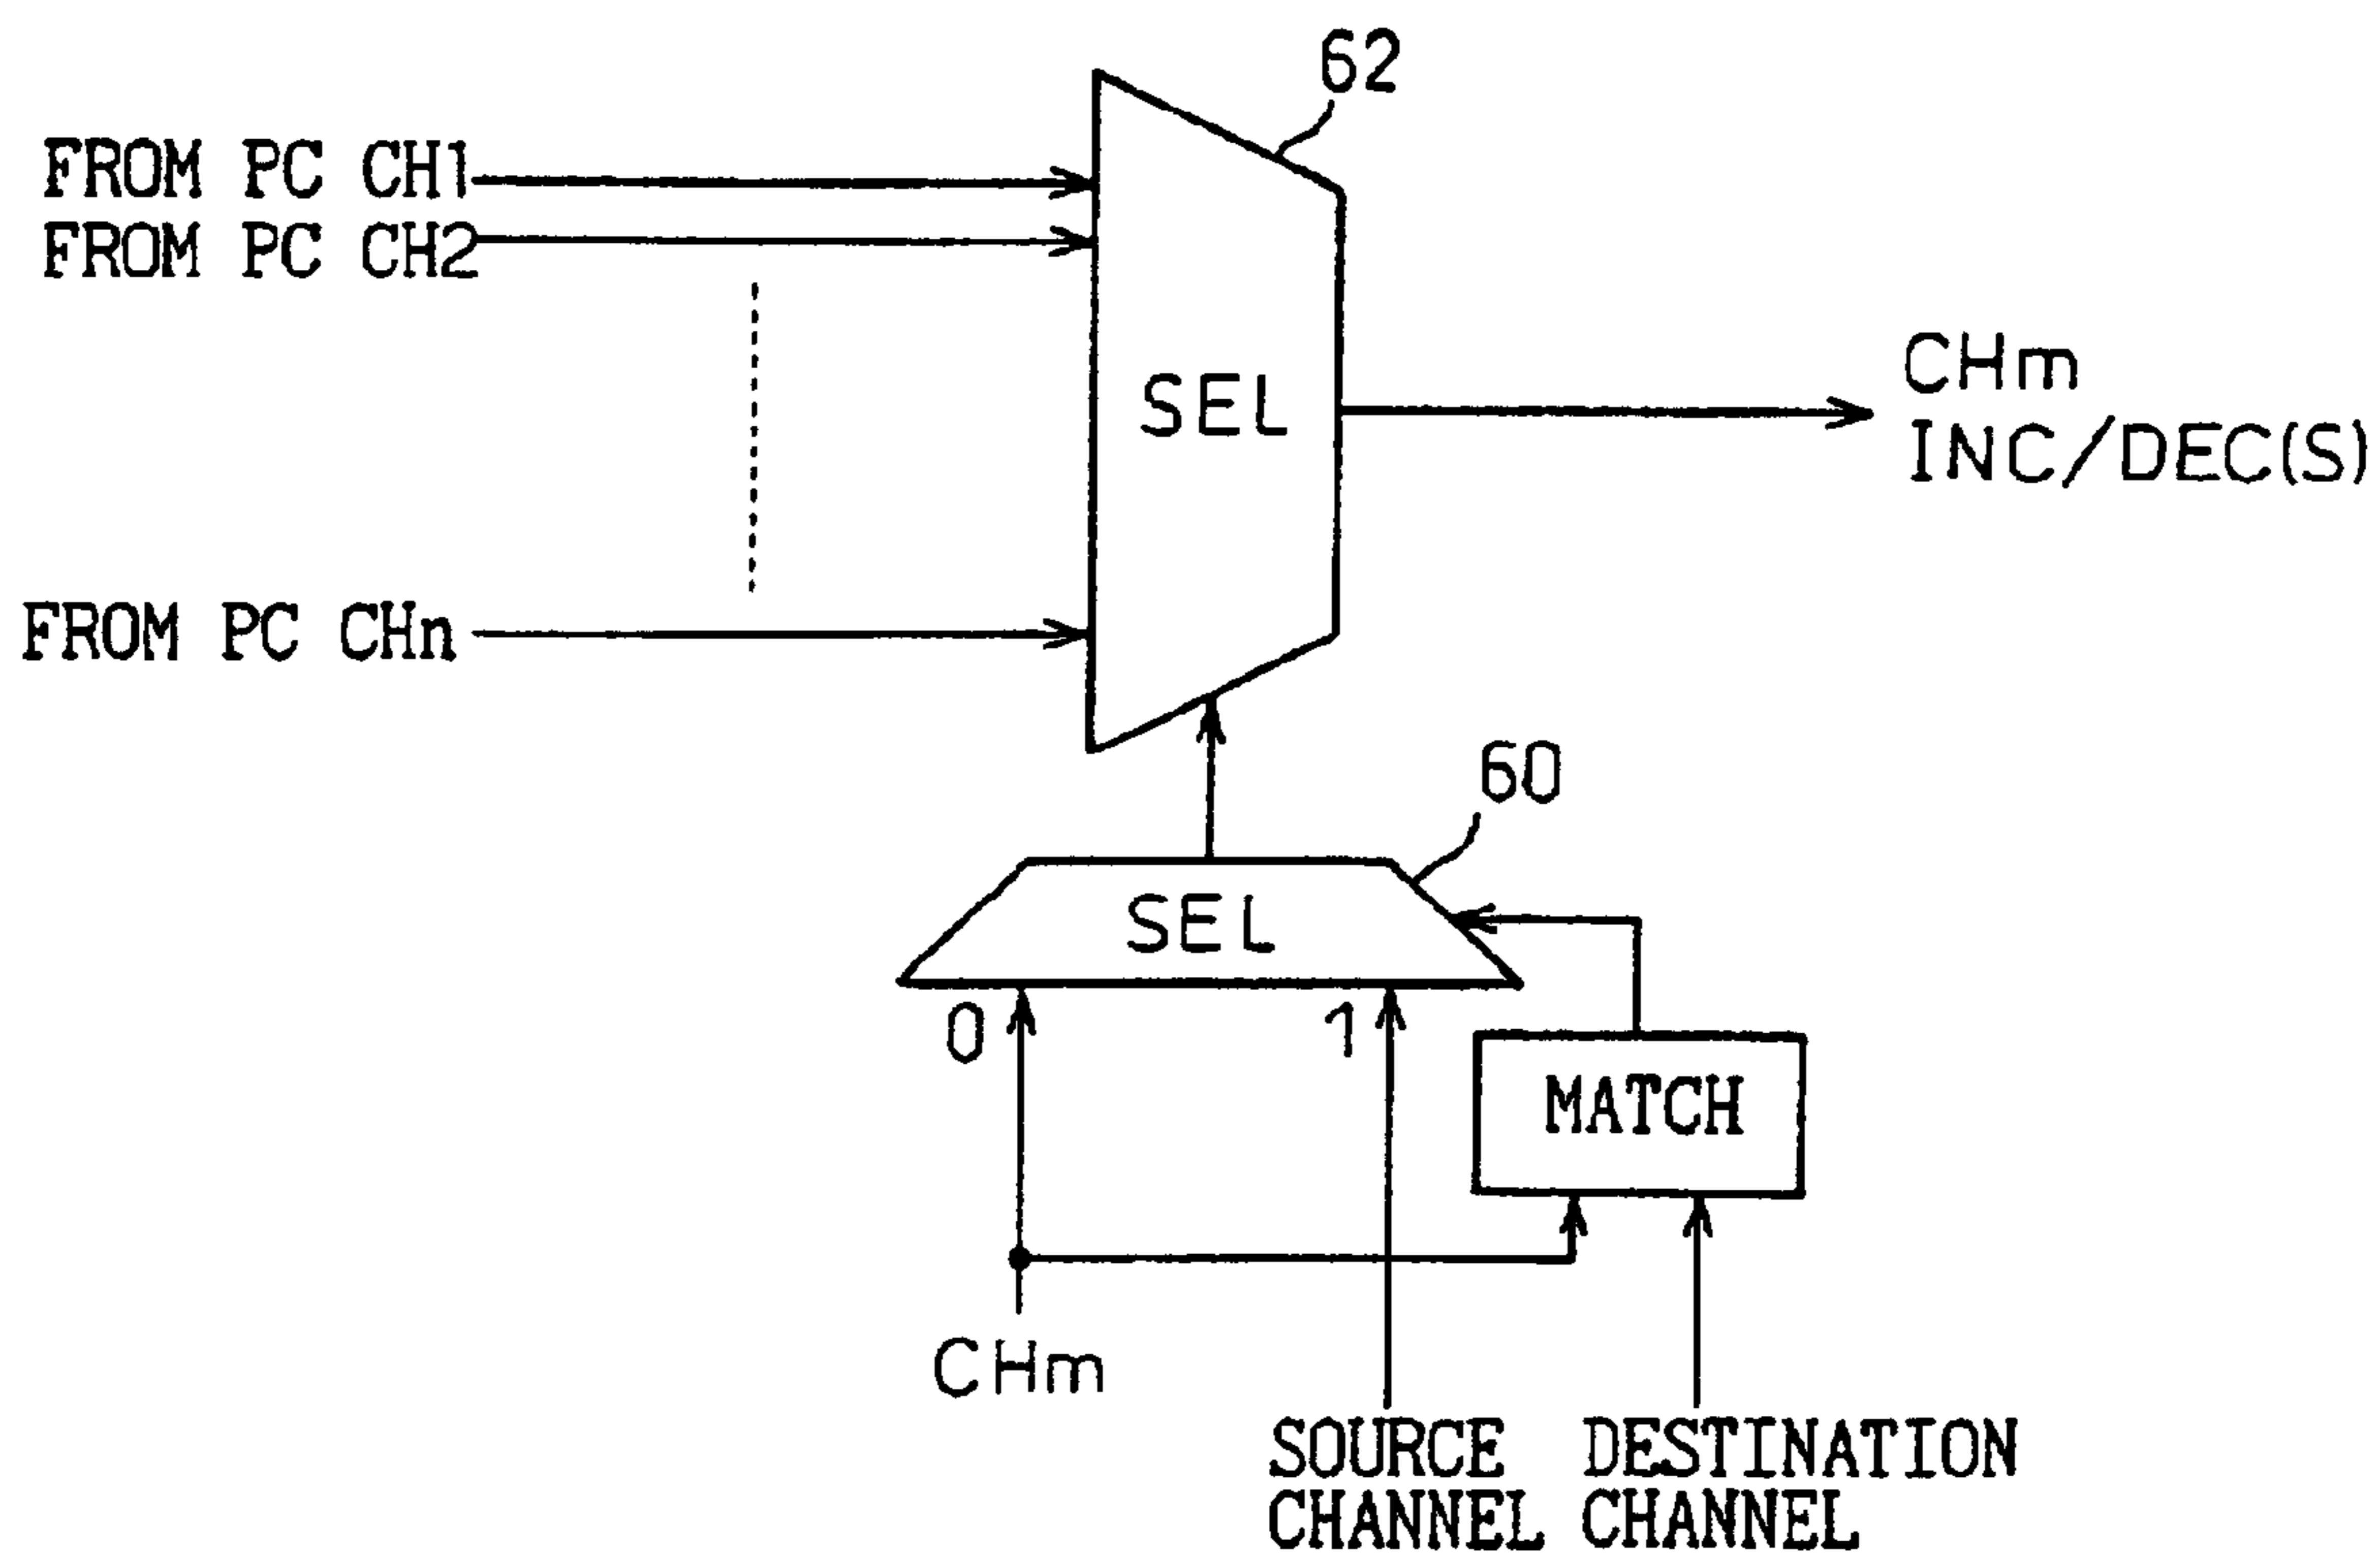 62
FROM PC CH1
FROM PC CH2
CHm
INC/DEC(S)
SEL
FROM PC CHn
60
SEL
0
1
MATCH
CHm
SOURCE DESTINATION
CHANNEL CHANNEL